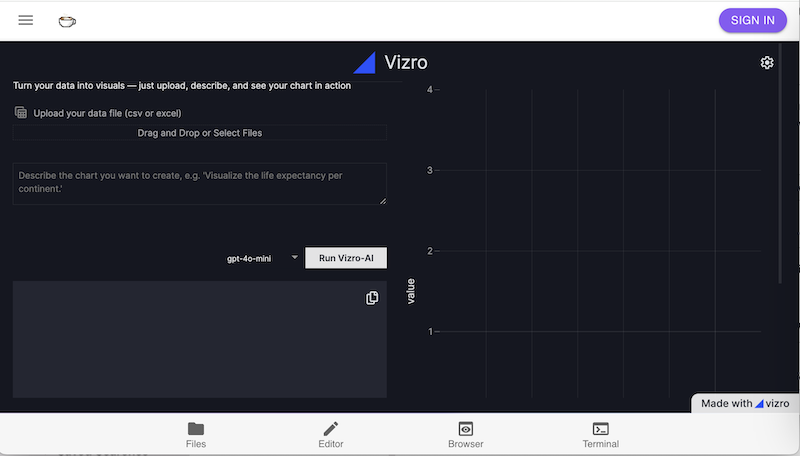 SIGN IN
Vizro
Turn your data into visuals — just upload, describe, and see your chart in action
Upload your data file (csv or excel)
Drag and Drop or Select Files
Describe the chart you want to create, e.g. 'Visualize the life expectancy per
continent.'
gpt-4o-mini
Run Vizro-AI
4
3
2
1
value
Made with vizro
Files
Editor
Browser
Terminal